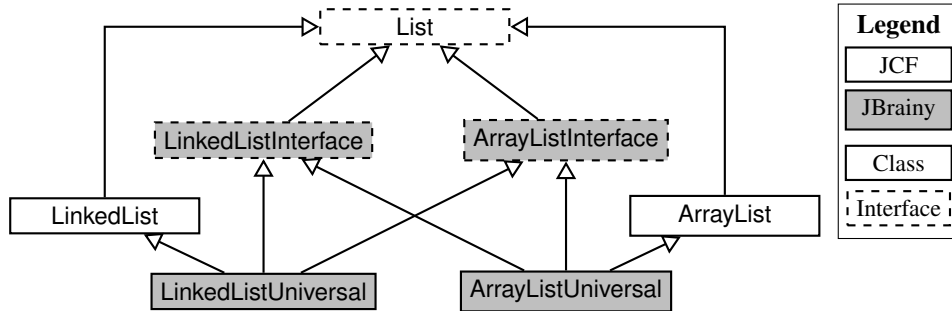 List
LinkedListInterface
ArrayListInterface
LinkedList
ArrayList
LinkedListUniversal
ArrayListUniversal
Legend
JCF
JBrainy
Class
Interface